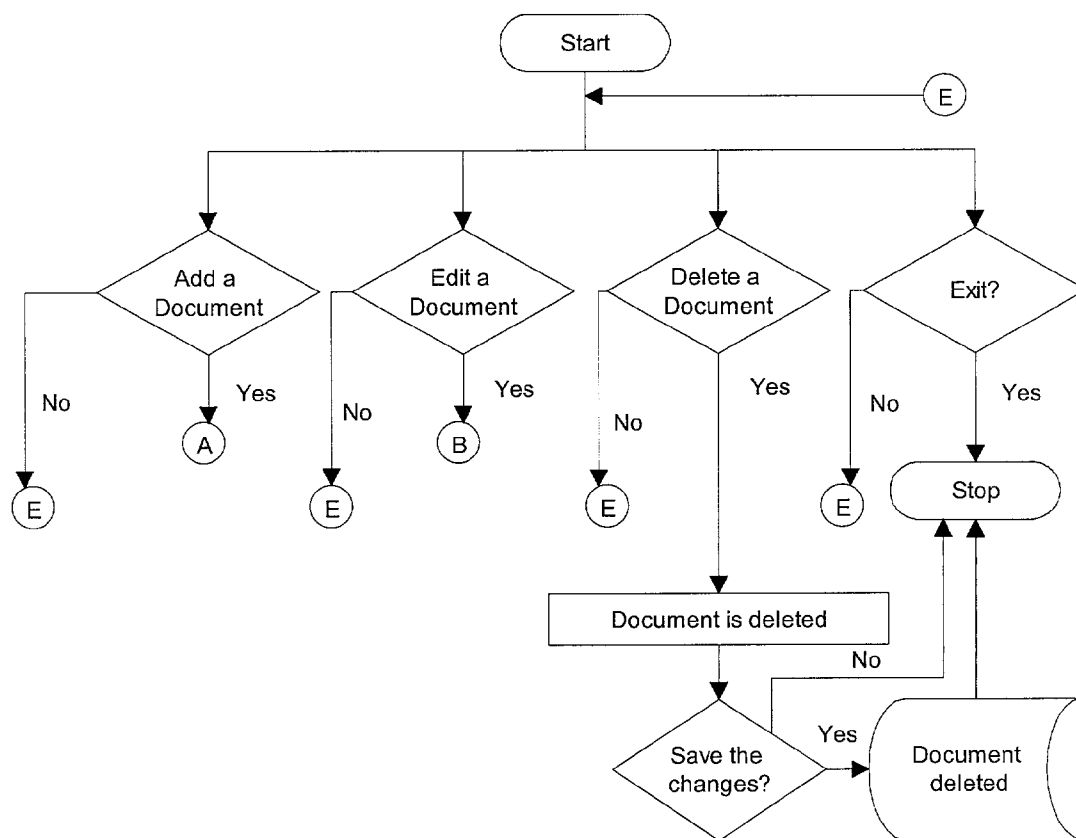 Start
E
Add a
Document
Edit a
Document
Delete a
Document
Exit?
No
Yes
No
Yes
No
Yes
No
Yes
A
B
E
E
E
E
Stop
Document is deleted
No
Save the
changes?
Yes
Document
deleted